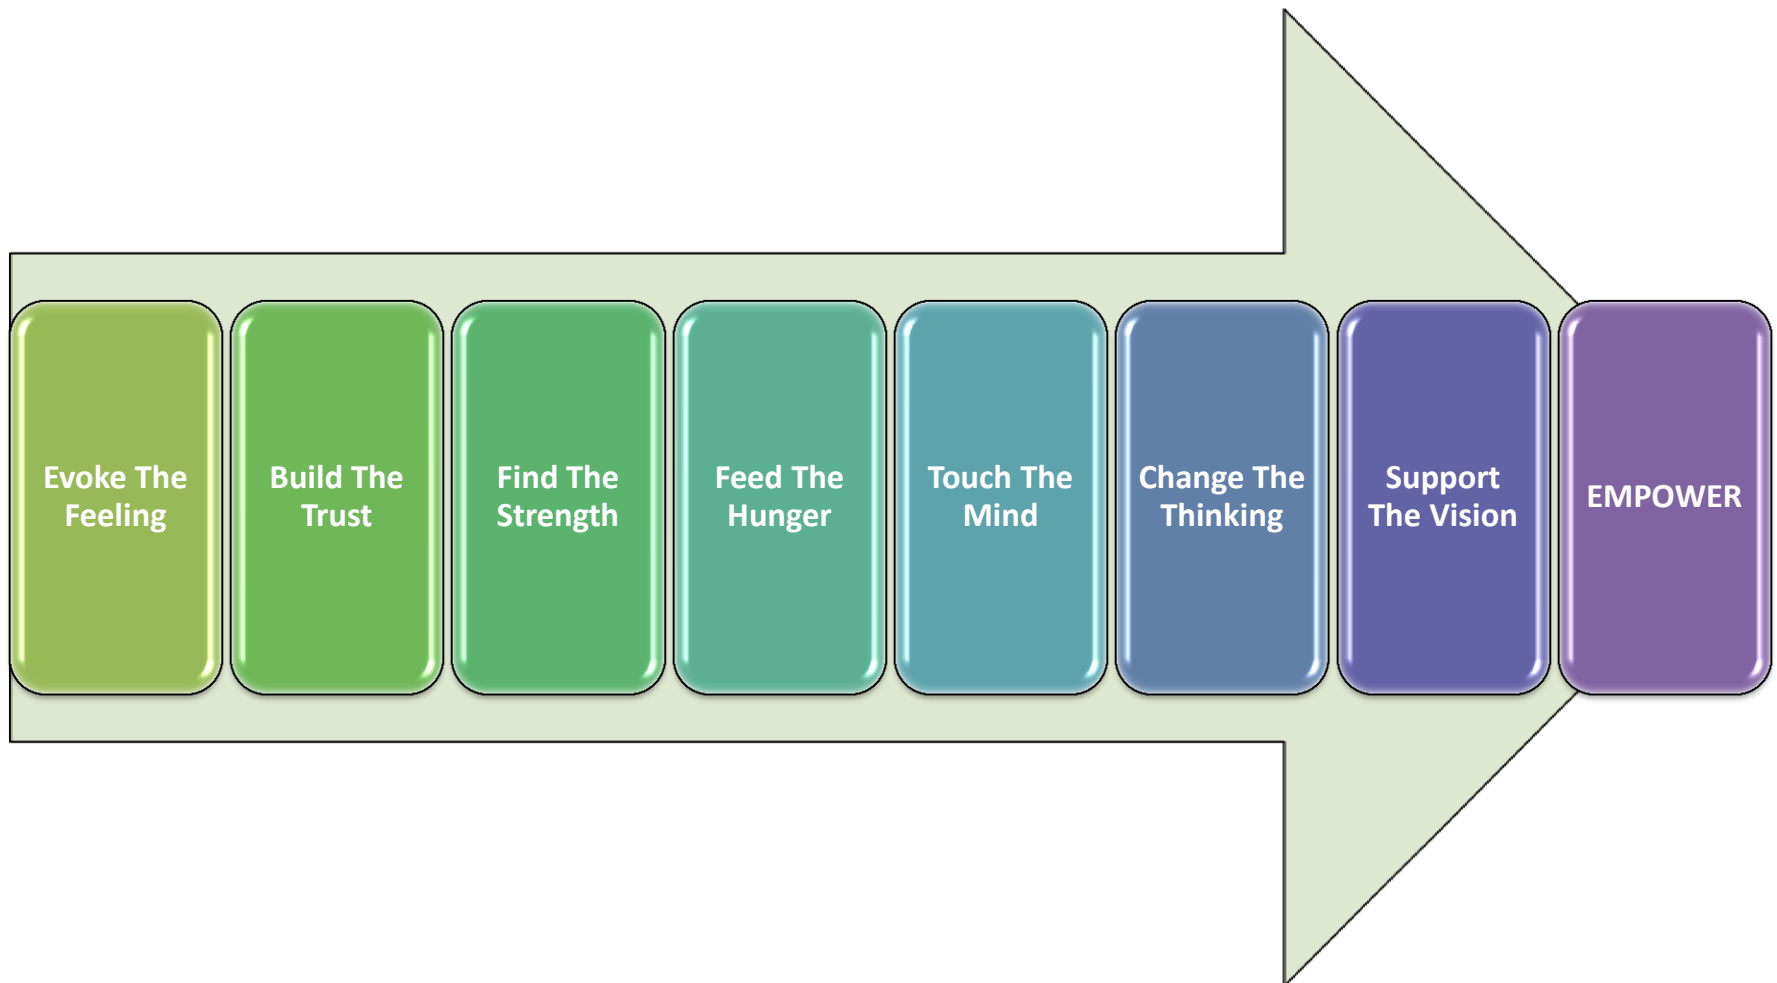 Evoke The
Feeling
Build The
Trust
Find The
Strength
Feed The
Hunger
Touch The
Mind
Change The
Thinking
Support
The Vision
EMPOWER